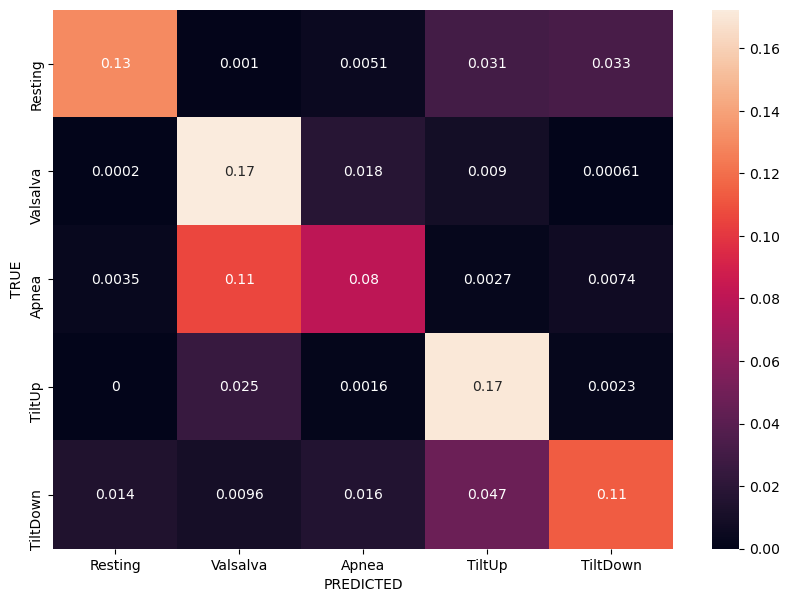 Resting 0.13 0.001 0.0051 0.031 0.033
Valsalva 0.0002 0.17 0.018 0.009 0.00061
Apnea 0.0035 0.11 0.08 0.0027 0.0074
TiltUp 0 0.025 0.0016 0.17 0.0023
TiltDown 0.014 0.0096 0.016 0.047 0.11
TRUE
Resting Valsalva Apnea TiltUp TiltDown
PREDICTED
0.16
0.14
0.12
0.10
0.08
0.06
0.04
0.02
0.00